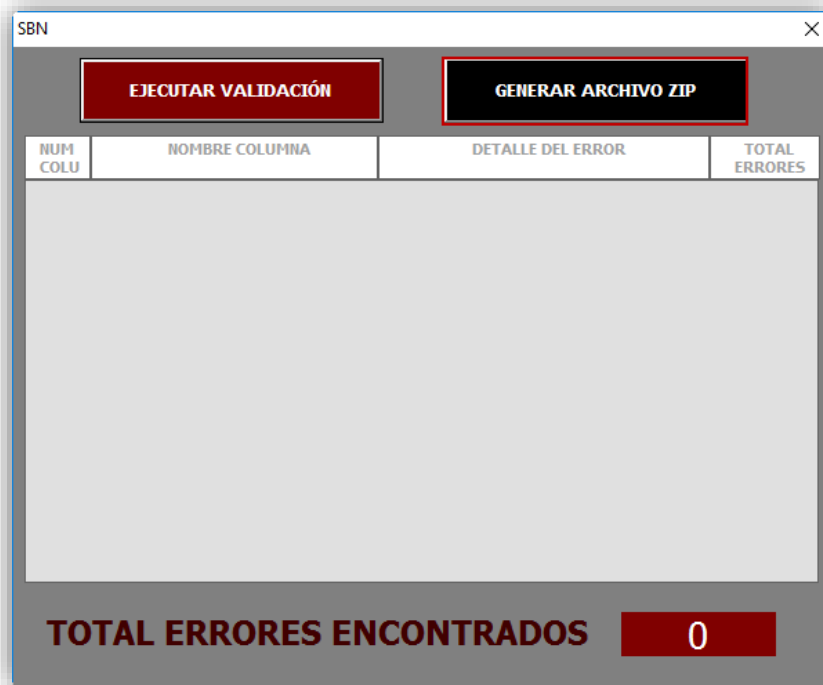 SBN
EJECUTAR VALIDACIÓN
GENERAR ARCHIVO ZIP
NUM
COLU
NOMBRE COLUMNA
DETALLE DEL ERROR
TOTAL
ERRORES
TOTAL ERRORES ENCONTRADOS
0